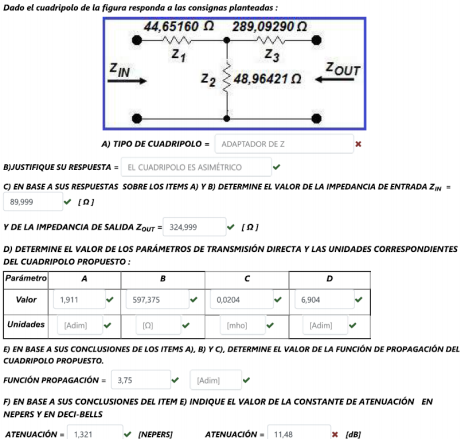 Dado el cuadripolo de la figura responda a las consignas planteadas :
44,65160 Ω 289,09290 Ω
Z1 Z3
ZIN Z2 48,96421 Ω ZOUT
A) TIPO DE CUADRIPOLO = ADAPTADOR DE Z
B)JUSTIFIQUE SU RESPUESTA = EL CUADRIPOLO ES ASIMÉTRICO
C) EN BASE A SUS RESPUESTAS SOBRE LOS ITEMS A) Y B) DETERMINE EL VALOR DE LA IMPEDANCIA DE ENTRADA ZIN =
89,999 [ Ω ]
Y DE LA IMPEDANCIA DE SALIDA ZOUT = 324,999 [ Ω ]
D) DETERMINE EL VALOR DE LOS PARÁMETROS DE TRANSMISIÓN DIRECTA Y LAS UNIDADES CORRESPONDIENTES
DEL CUADRIPOLO PROPUESTO :
Parámetro A B C D
Valor 1,911 597,375 0,0204 6,904
Unidades [Adim] [Ω] [mho] [Adim]
E) EN BASE A SUS CONCLUSIONES DE LOS ITEMS A), B) Y C), DETERMINE EL VALOR DE LA FUNCIÓN DE PROPAGACIÓN DEL
CUADRIPOLO PROPUESTO.
FUNCIÓN PROPAGACIÓN = 3,75 [Adim]
F) EN BASE A SUS CONCLUSIONES DEL ITEM E) INDIQUE EL VALOR DE LA CONSTANTE DE ATENUACIÓN EN
NEPERS Y EN DECI-BELLS
ATENUACIÓN = 1,321 [NEPERS] ATENUACIÓN = 11,48 [dB]